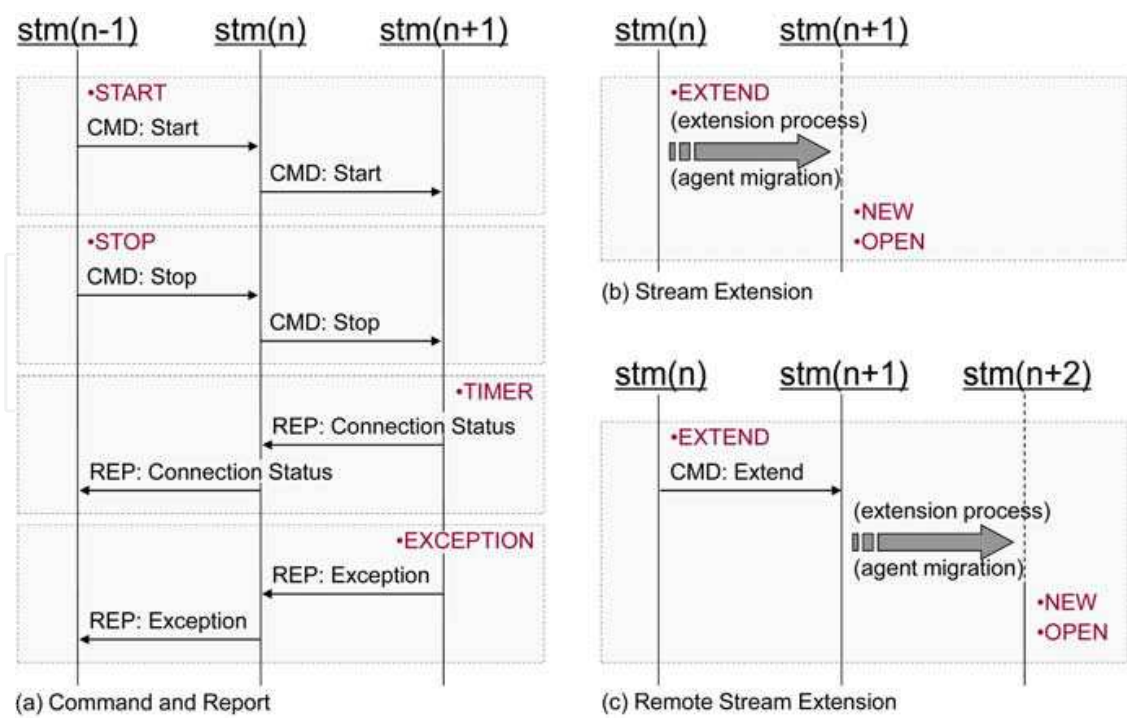 stm(n-1) stm(n) stm(n+1)
•START
CMD: Start
CMD: Start
•STOP
CMD: Stop
CMD: Stop
•TIMER
REP: Connection Status
REP: Connection Status
•EXCEPTION
REP: Exception
REP: Exception
(a) Command and Report
stm(n) stm(n+1)
•EXTEND
(extension process)
(agent migration)
•NEW
•OPEN
(b) Stream Extension
stm(n) stm(n+1) stm(n+2)
•EXTEND
CMD: Extend
(extension process)
(agent migration)
•NEW
•OPEN
(c) Remote Stream Extension